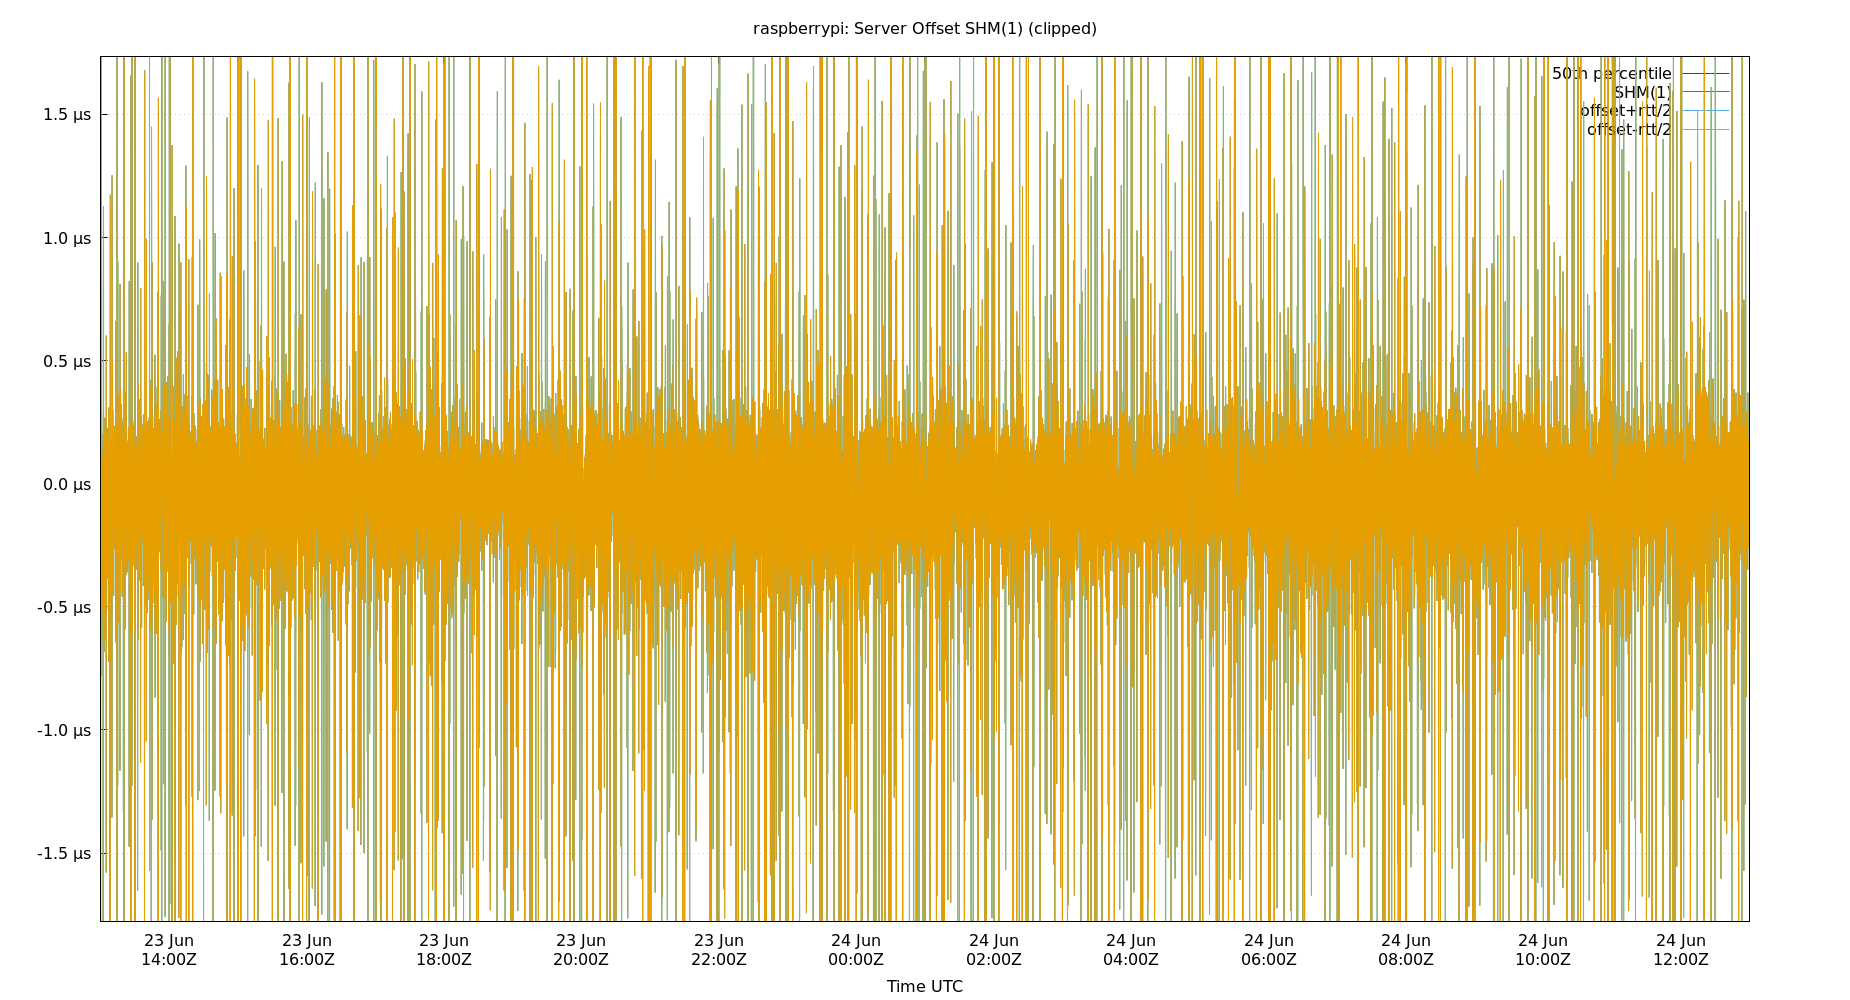 raspberrypi: Server Offset SHM(1) (clipped)
50th percentile
SHM(1)
offset+rtt/2
offset-rtt/2
1.5 µs
1.0 µs
0.5 µs
0.0 µs
-0.5 µs
-1.0 µs
-1.5 µs
23 Jun 23 Jun 23 Jun 23 Jun 23 Jun 24 Jun 24 Jun 24 Jun 24 Jun 24 Jun 24 Jun 24 Jun
14:00Z 16:00Z 18:00Z 20:00Z 22:00Z 00:00Z 02:00Z 04:00Z 06:00Z 08:00Z 10:00Z 12:00Z
Time UTC